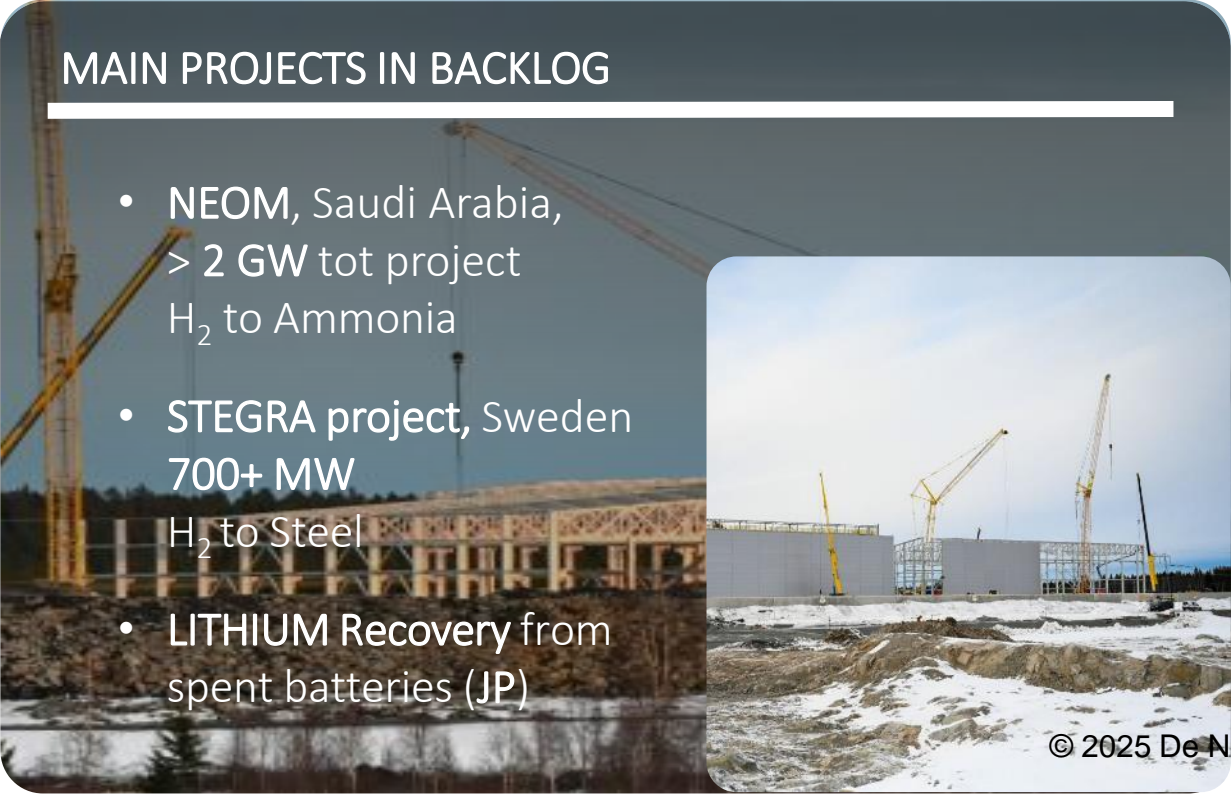 MAIN PROJECTS IN BACKLOG
• NEOM, Saudi Arabia,
> 2 GW tot project
H₂ to Ammonia
• STEGRA project, Sweden
700+ MW
H₂ to Steel
• LITHIUM Recovery from
spent batteries (JP)
© 2025 De